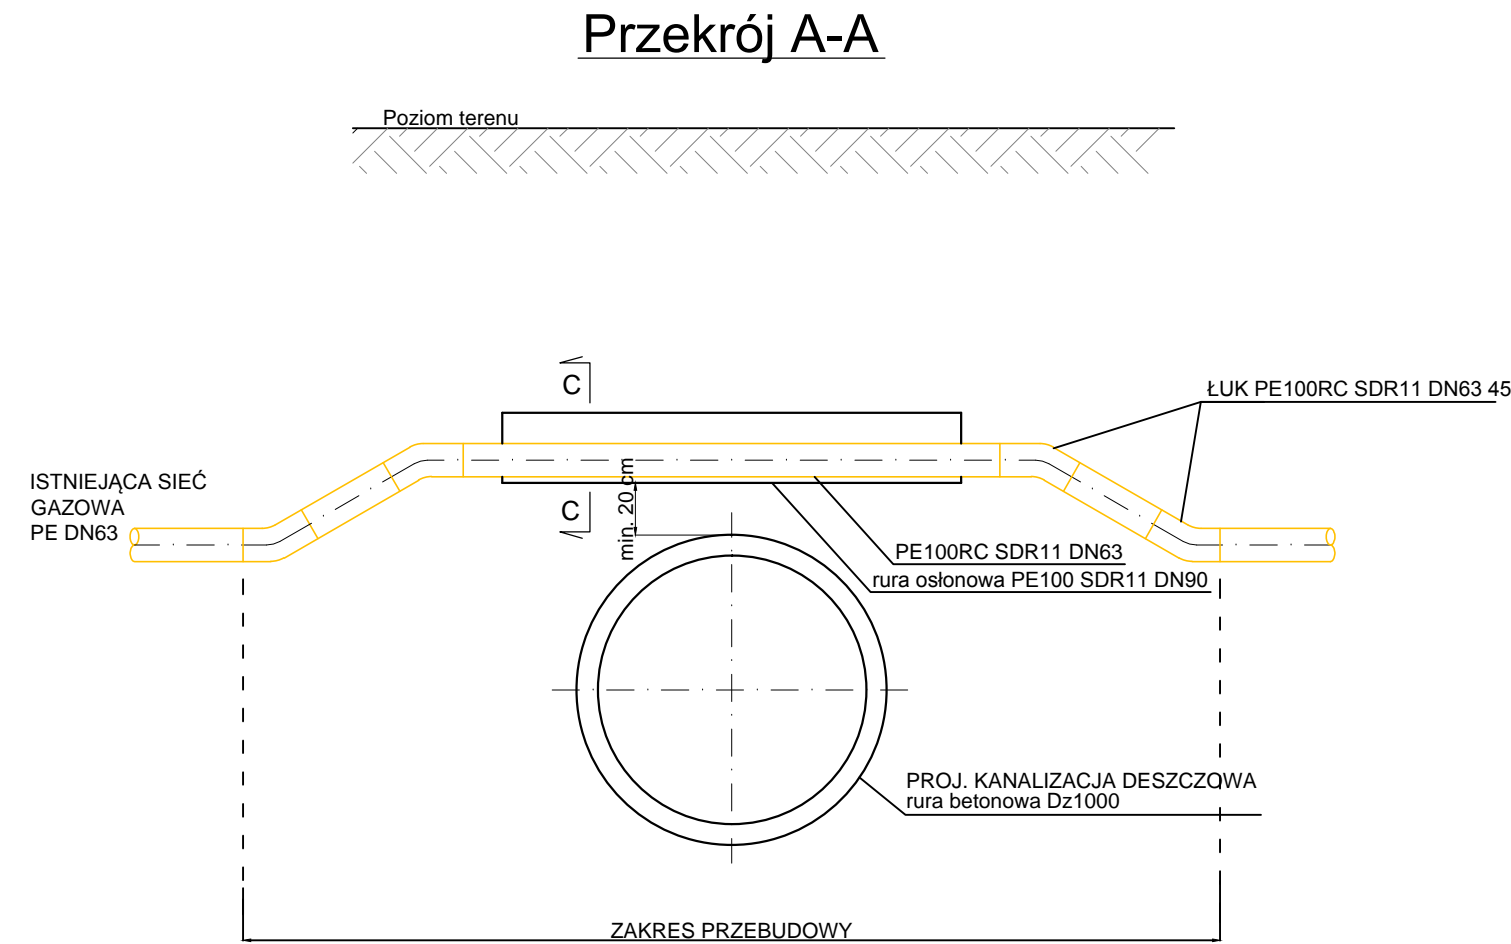 Przekrój A-A
Poziom terenu
C
ŁUK PE100RC SDR11 DN63 45
ISTNIEJĄCA SIEĆ
GAZOWA
PE DN63
C
min. 20 cm
PE100RC SDR11 DN63
rura osłonowa PE100 SDR11 DN90
PROJ. KANALIZACJA DESZCZOWA
rura betonowa Dz1000
ZAKRES PRZEBUDOWY